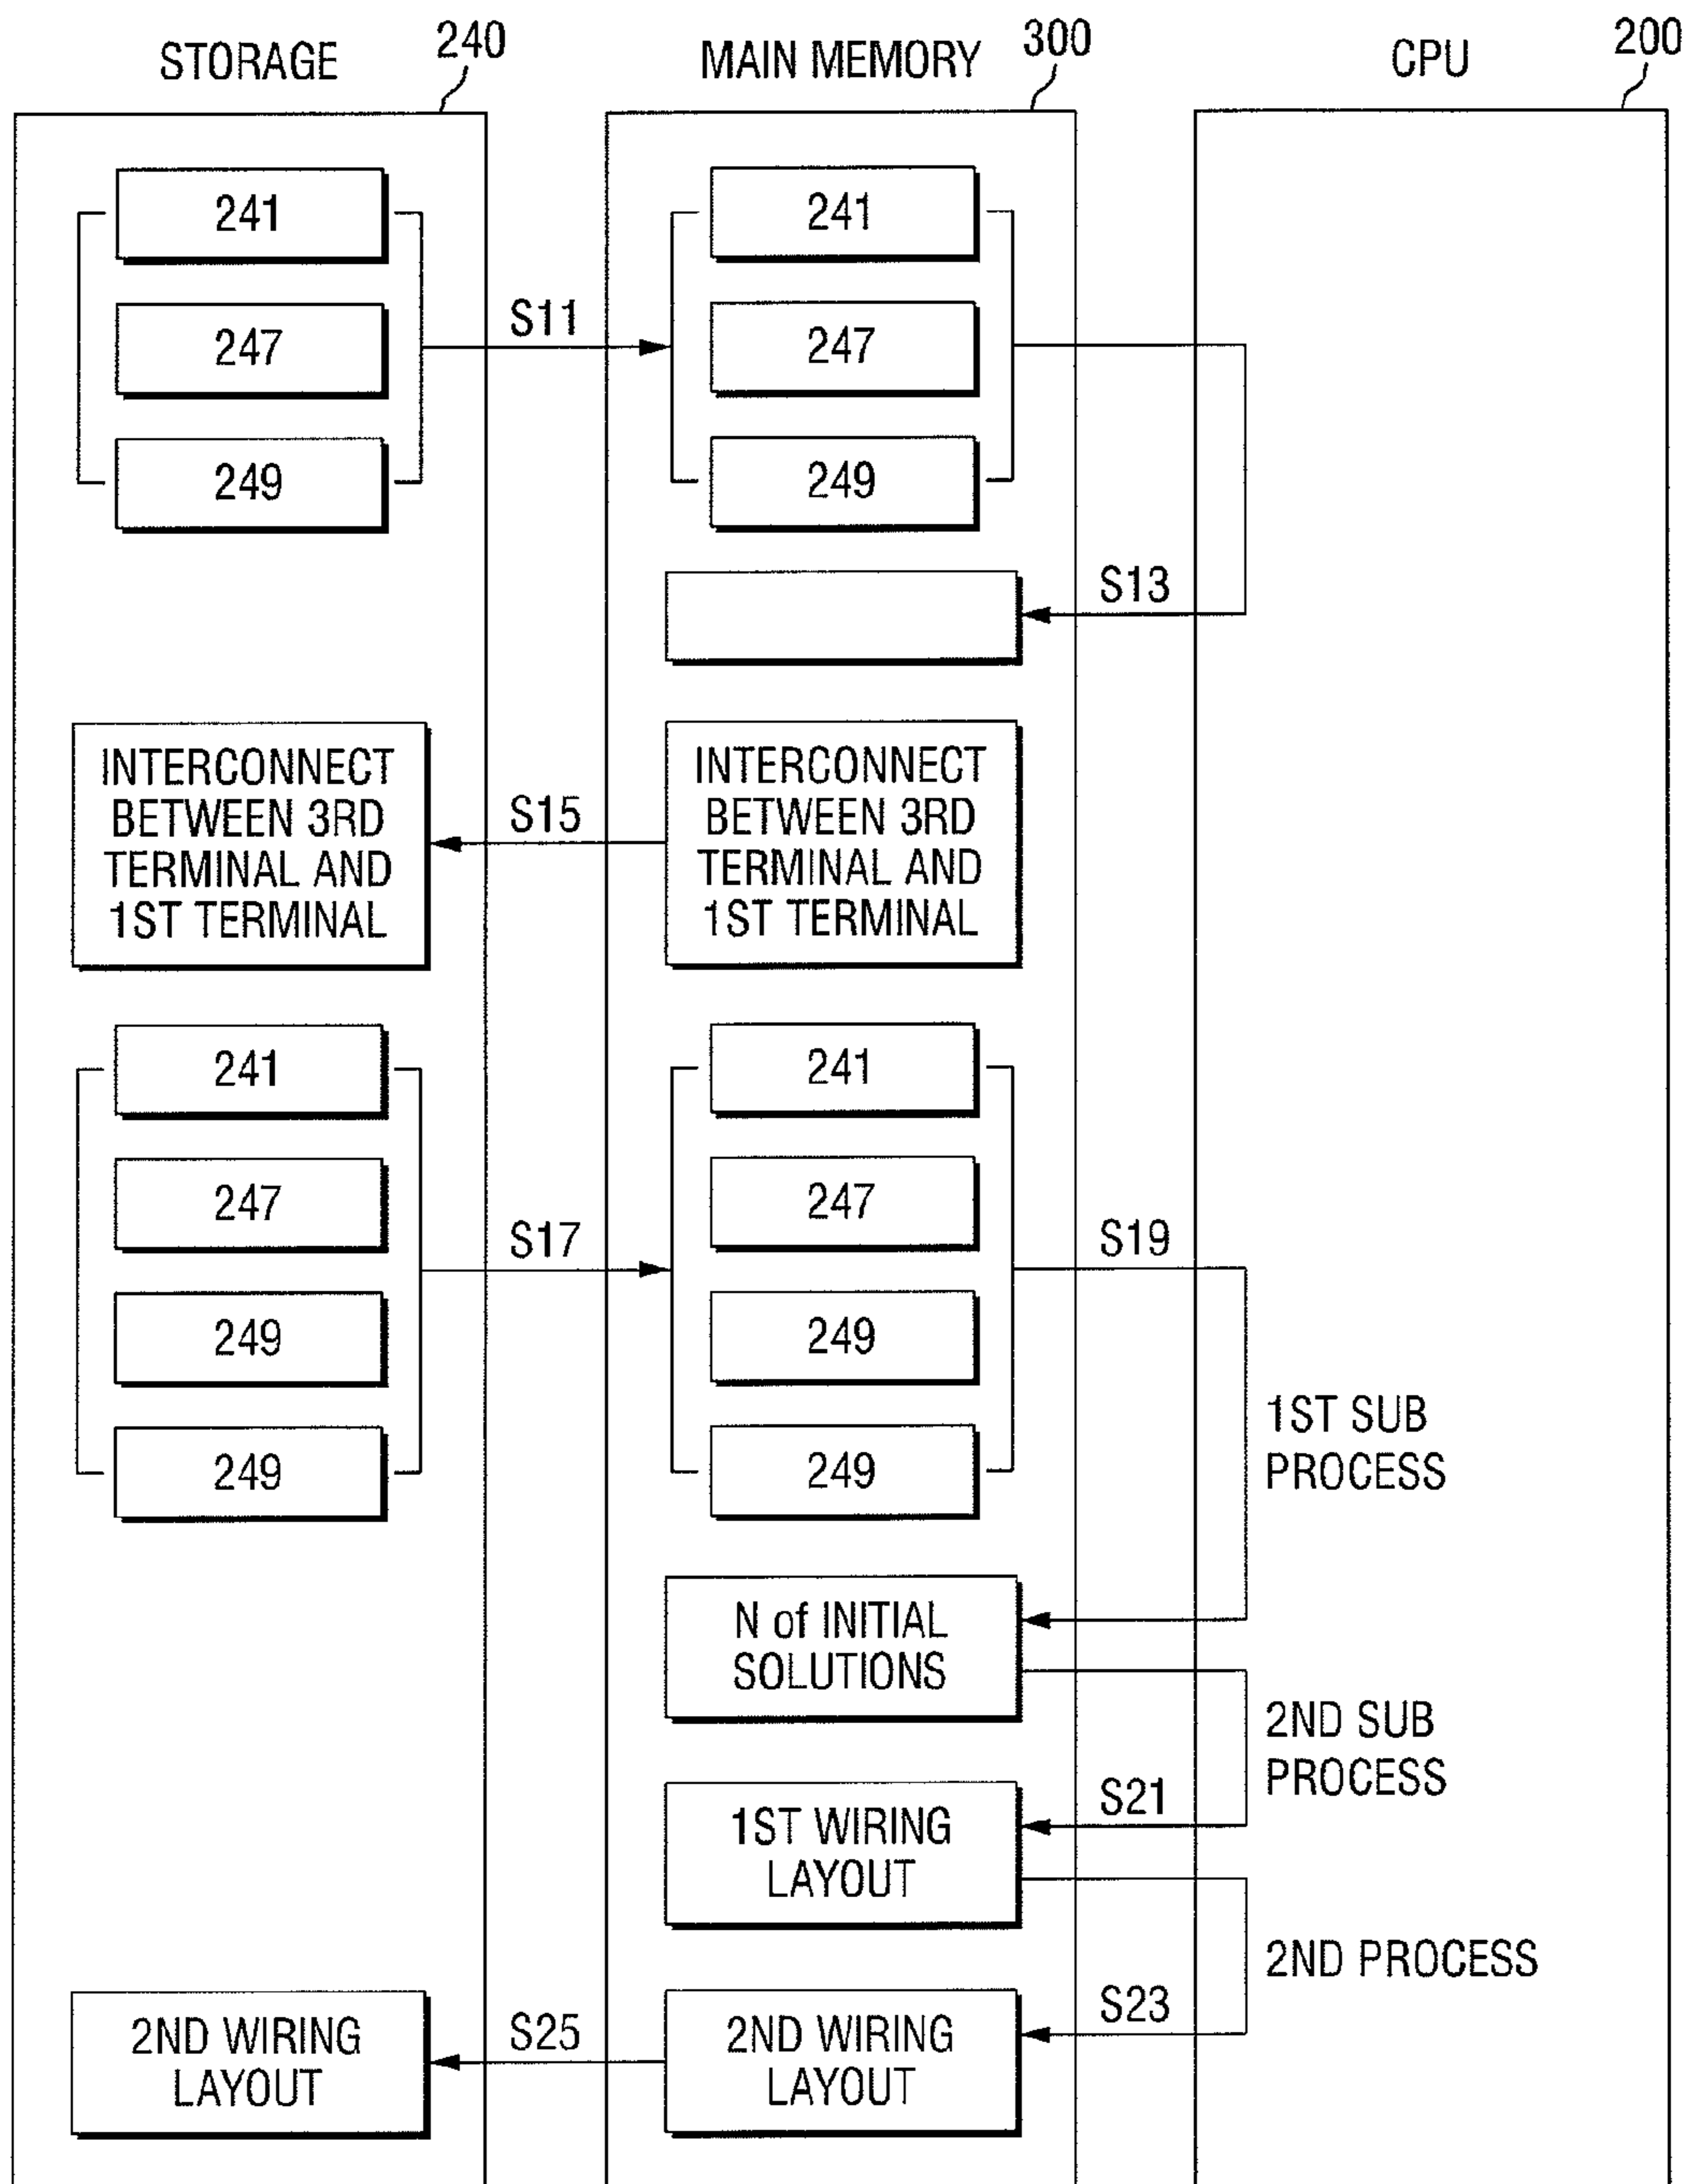 STORAGE
240
MAIN MEMORY
300
CPU
200
241
247
249
S11
241
247
249
S13
INTERCONNECT
BETWEEN 3RD
TERMINAL AND
1ST TERMINAL
S15
INTERCONNECT
BETWEEN 3RD
TERMINAL AND
1ST TERMINAL
241
247
249
249
S17
241
247
249
249
S19
1ST SUB
PROCESS
N of INITIAL
SOLUTIONS
2ND SUB
PROCESS
S21
1ST WIRING
LAYOUT
2ND PROCESS
S23
2ND WIRING
LAYOUT
S25
2ND WIRING
LAYOUT